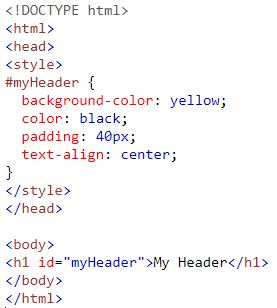 <!DOCTYPE html>
<html>
<head>
<style>
#myHeader {
  background-color: yellow;
  color: black;
  padding: 40px;
  text-align: center;
}
</style>
</head>

<body>
<h1 id="myHeader">My Header</h1>
</body>
</html>